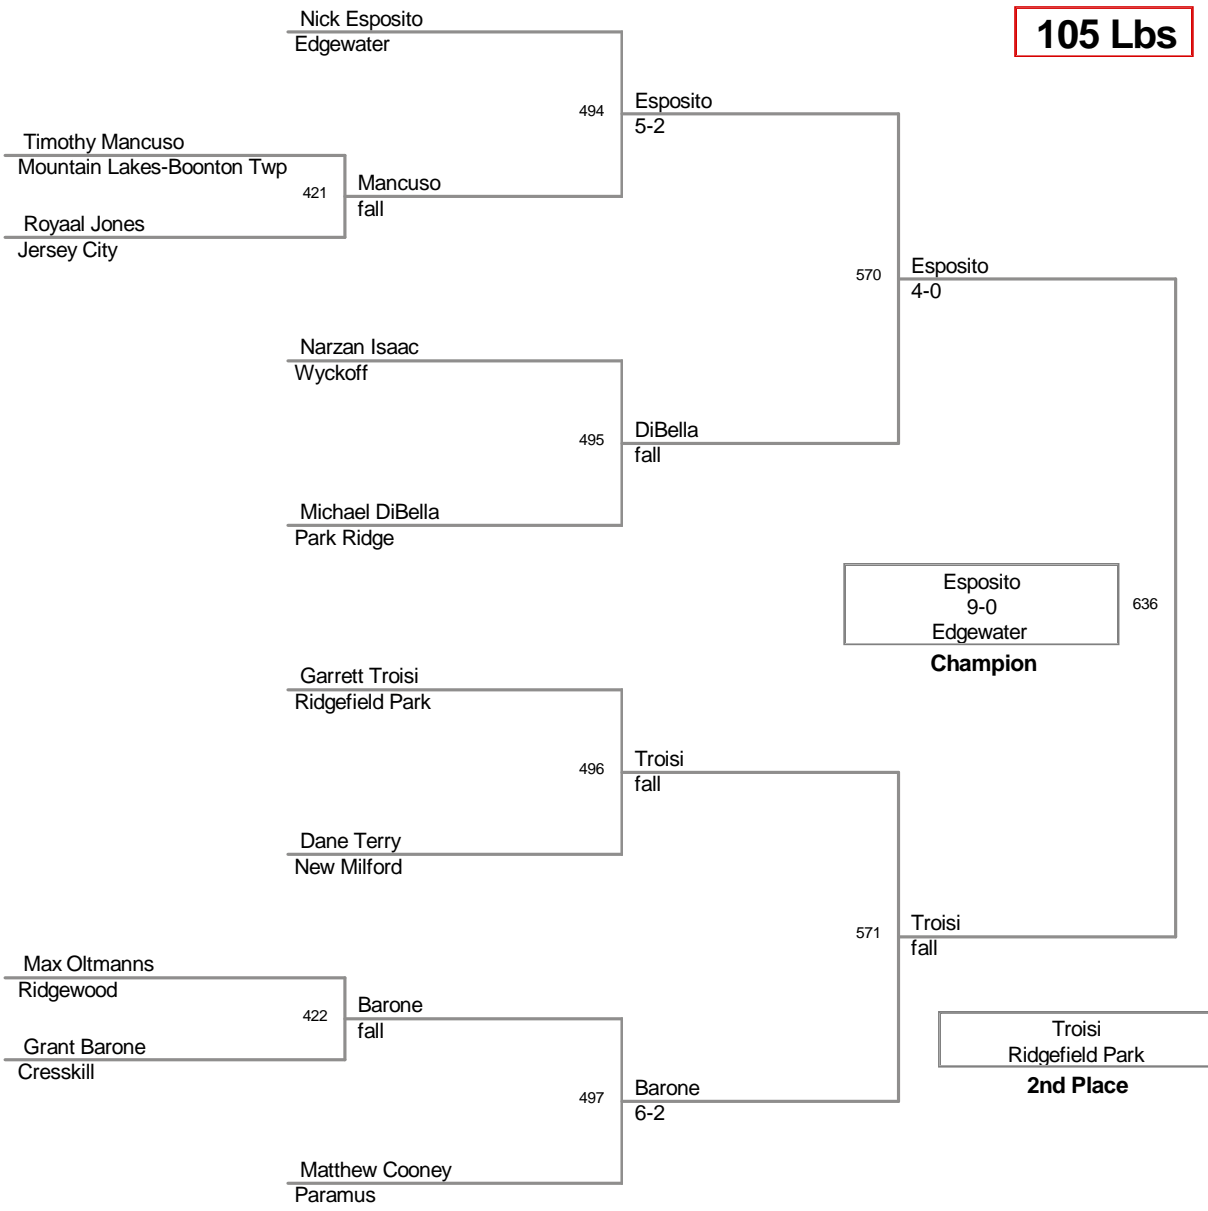 Nick Esposito
Edgewater
105 Lbs
494
Esposito
5-2
Timothy Mancuso
Mountain Lakes-Boonton Twp
421
Mancuso
fall
Royaal Jones
Jersey City
570
Esposito
4-0
Narzan Isaac
Wyckoff
495
DiBella
fall
Michael DiBella
Park Ridge
Esposito
9-0
Edgewater
636
Champion
Garrett Troisi
Ridgefield Park
496
Troisi
fall
Dane Terry
New Milford
571
Troisi
fall
Max Oltmanns
Ridgewood
422
Barone
fall
Grant Barone
Cresskill
Troisi
Ridgefield Park
2nd Place
497
Barone
6-2
Matthew Cooney
Paramus